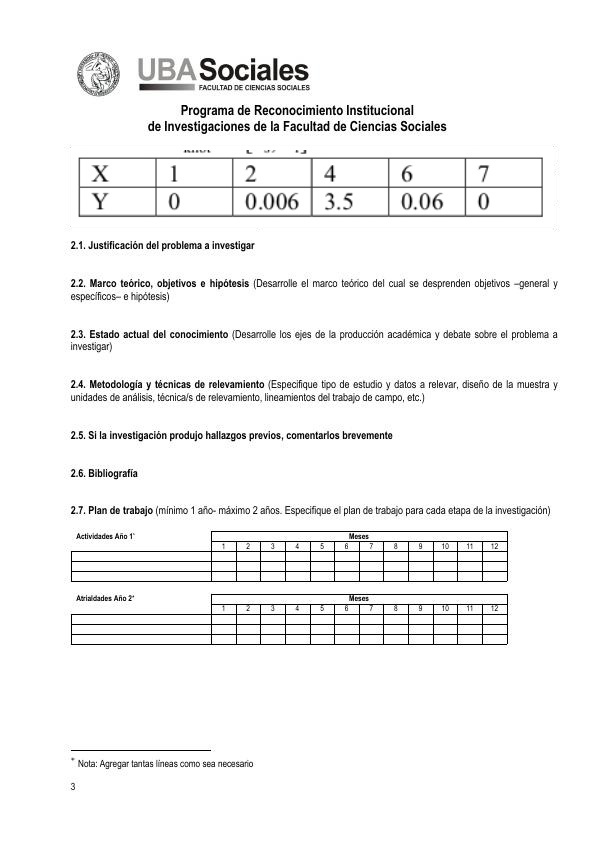 UBA Sociales
FACULTAD DE CIENCIAS SOCIALES
Programa de Reconocimiento Institucional
de Investigaciones de la Facultad de Ciencias Sociales
X 1 2 4 6 7
Y 0 0.006 3.5 0.06 0
2.1. Justificación del problema a investigar
2.2. Marco teórico, objetivos e hipótesis (Desarrolle el marco teórico del cual se desprenden objetivos –general y
específicos– e hipótesis)
2.3. Estado actual del conocimiento (Desarrolle los ejes de la producción académica y debate sobre el problema a
investigar)
2.4. Metodología y técnicas de relevamiento (Especifique tipo de estudio y datos a relevar, diseño de la muestra y
unidades de análisis, técnica/s de relevamiento, lineamientos del trabajo de campo, etc.)
2.5. Si la investigación produjo hallazgos previos, comentarlos brevemente
2.6. Bibliografía
2.7. Plan de trabajo (mínimo 1 año- máximo 2 años. Especifique el plan de trabajo para cada etapa de la investigación)
Actividades Año 1* Meses
1 2 3 4 5 6 7 8 9 10 11 12
Atrialdades Año 2* Meses
1 2 3 4 5 6 7 8 9 10 11 12
* Nota: Agregar tantas líneas como sea necesario
3